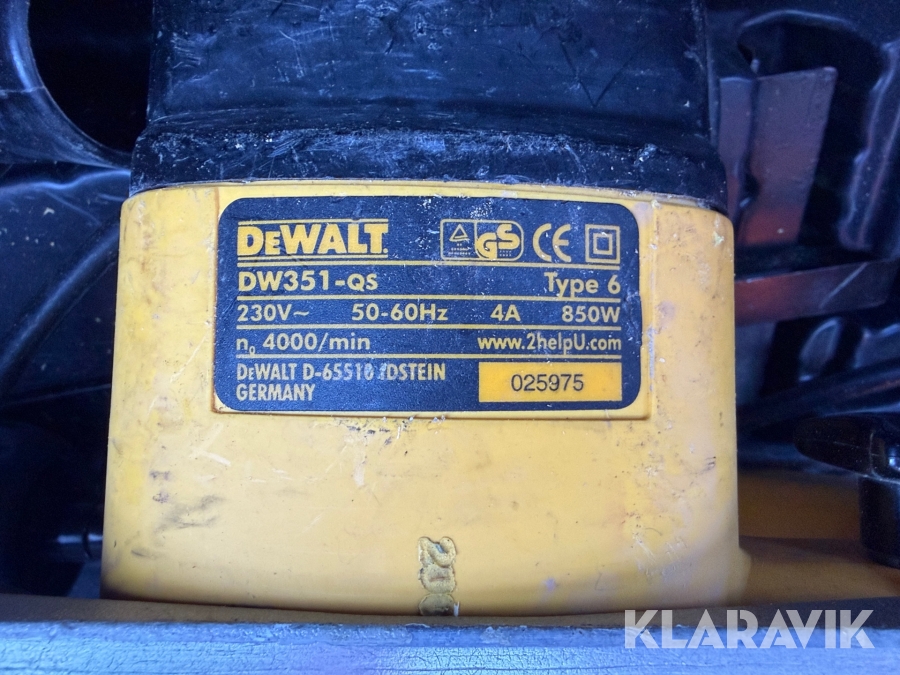 DEWALT
GS
CE
DW351-QS Type 6
230V~ 50-60Hz 4A 850W
n₀ 4000/min www.2helpU.com
DEWALT D-65510 IDSTEIN
GERMANY
025975
KLARAVIK